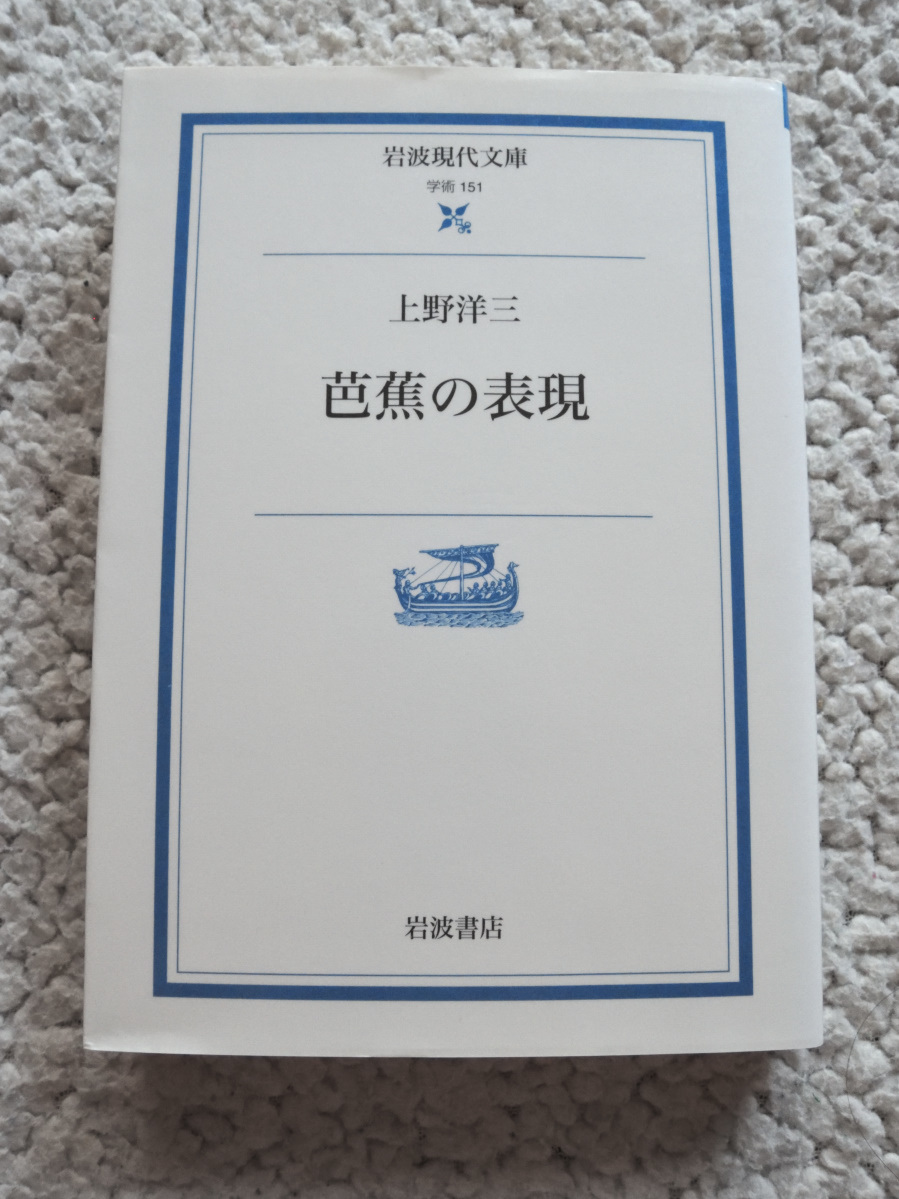 岩波現代文庫
学術 151
上野洋三
芭蕉の表現
岩波書店